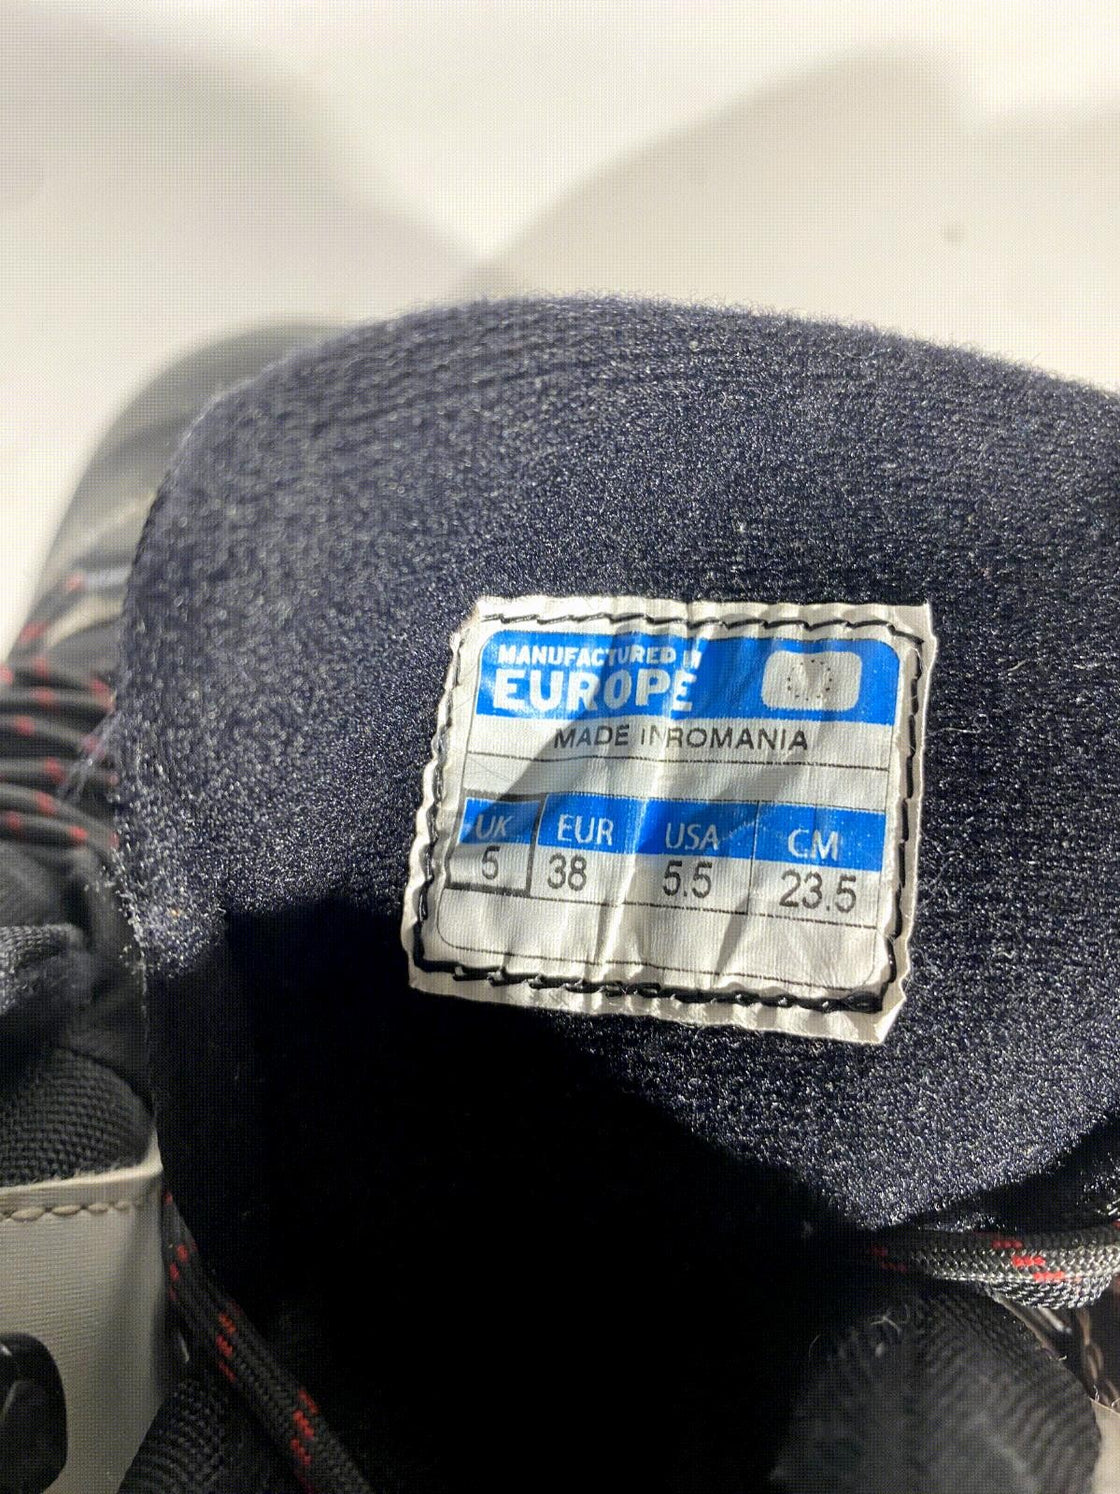 MANUFACTURED IN
EUROPE
MADE IN ROMANIA
UK EUR USA CM
5 38 5.5 23.5